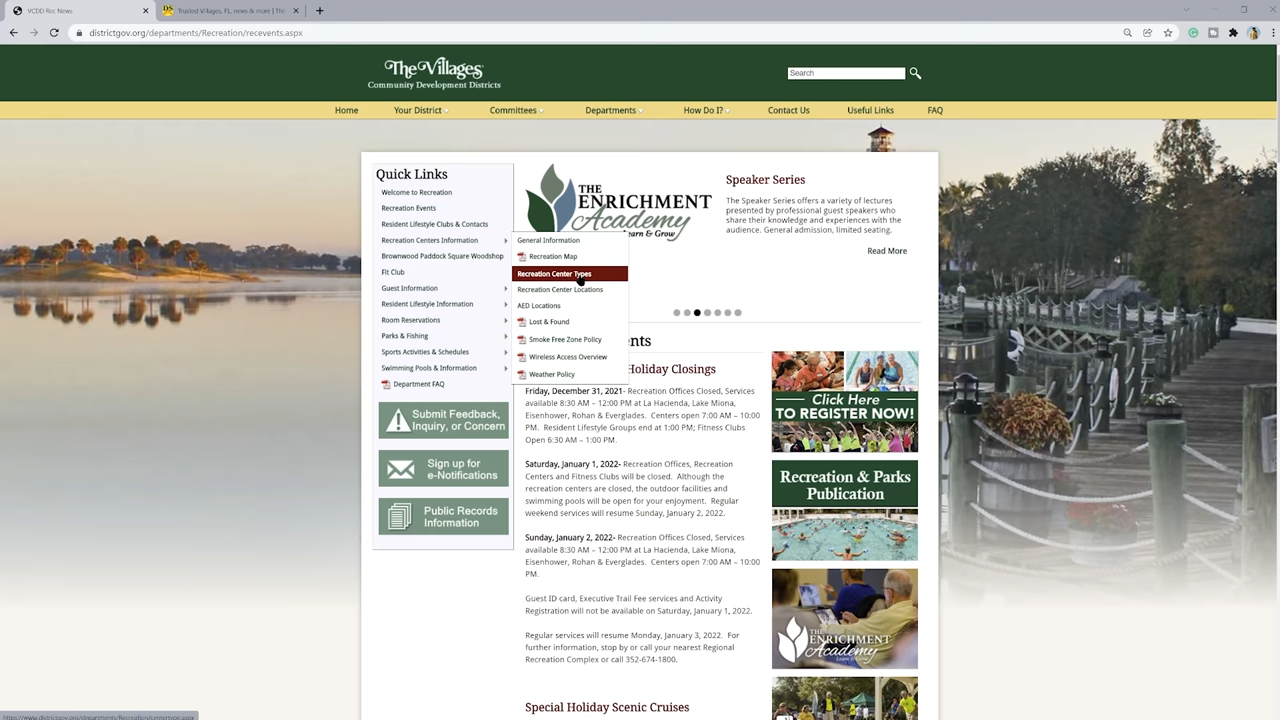 VCDD Rec News
Trusted Villages, FL, news & more | The
districtgov.org/departments/Recreation/recevents.aspx
The Villages
Community Development Districts
Search
Home
Your District
Committees
Departments
How Do I?
Contact Us
Useful Links
FAQ
Quick Links
Welcome to Recreation
Recreation Events
Resident Lifestyle Clubs & Contacts
Recreation Centers Information
Brownwood Paddock Square Woodshop
Fit Club
Guest Information
Resident Lifestyle Information
Room Reservations
Parks & Fishing
Sports Activities & Schedules
Swimming Pools & Information
Department FAQ
Submit Feedback,
Inquiry, or Concern
Sign up for
e-Notifications
Public Records
Information
General Information
Recreation Map
Recreation Center Types
Recreation Center Locations
AED Locations
Lost & Found
Smoke Free Zone Policy
Wireless Access Overview
Weather Policy
THE
ENRICHMENT
Academy
earn & Grow
Speaker Series
The Speaker Series offers a variety of lectures
presented by professional guest speakers who
share their knowledge and experiences with the
audience. General admission, limited seating.
Read More
ents
Holiday Closings
Friday, December 31, 2021- Recreation Offices Closed, Services
available 8:30 AM – 12:00 PM at La Hacienda, Lake Miona,
Eisenhower, Rohan & Everglades. Centers open 7:00 AM – 10:00
PM. Resident Lifestyle Groups end at 1:00 PM; Fitness Clubs
Open 6:30 AM – 1:00 PM.
Saturday, January 1, 2022- Recreation Offices, Recreation
Centers and Fitness Clubs will be closed. Although the
recreation centers are closed, the outdoor facilities and
swimming pools will be open for your enjoyment. Regular
weekend services will resume Sunday, January 2, 2022.
Sunday, January 2, 2022- Recreation Offices Closed, Services
available 8:30 AM – 12:00 PM at La Hacienda, Lake Miona,
Eisenhower, Rohan & Everglades. Centers open 7:00 AM – 10:00
PM.
Guest ID card, Executive Trail Fee services and Activity
Registration will not be available on Saturday, January 1, 2022.
Regular services will resume Monday, January 3, 2022. For
further information, stop by or call your nearest Regional
Recreation Complex or call 352-674-1800.
Special Holiday Scenic Cruises
Click Here
TO REGISTER NOW!
Recreation & Parks
Publication
THE
ENRICHMENT
Academy
Learn & Grow
https://www.districtgov.org/departments/Recreation/centertype.aspx